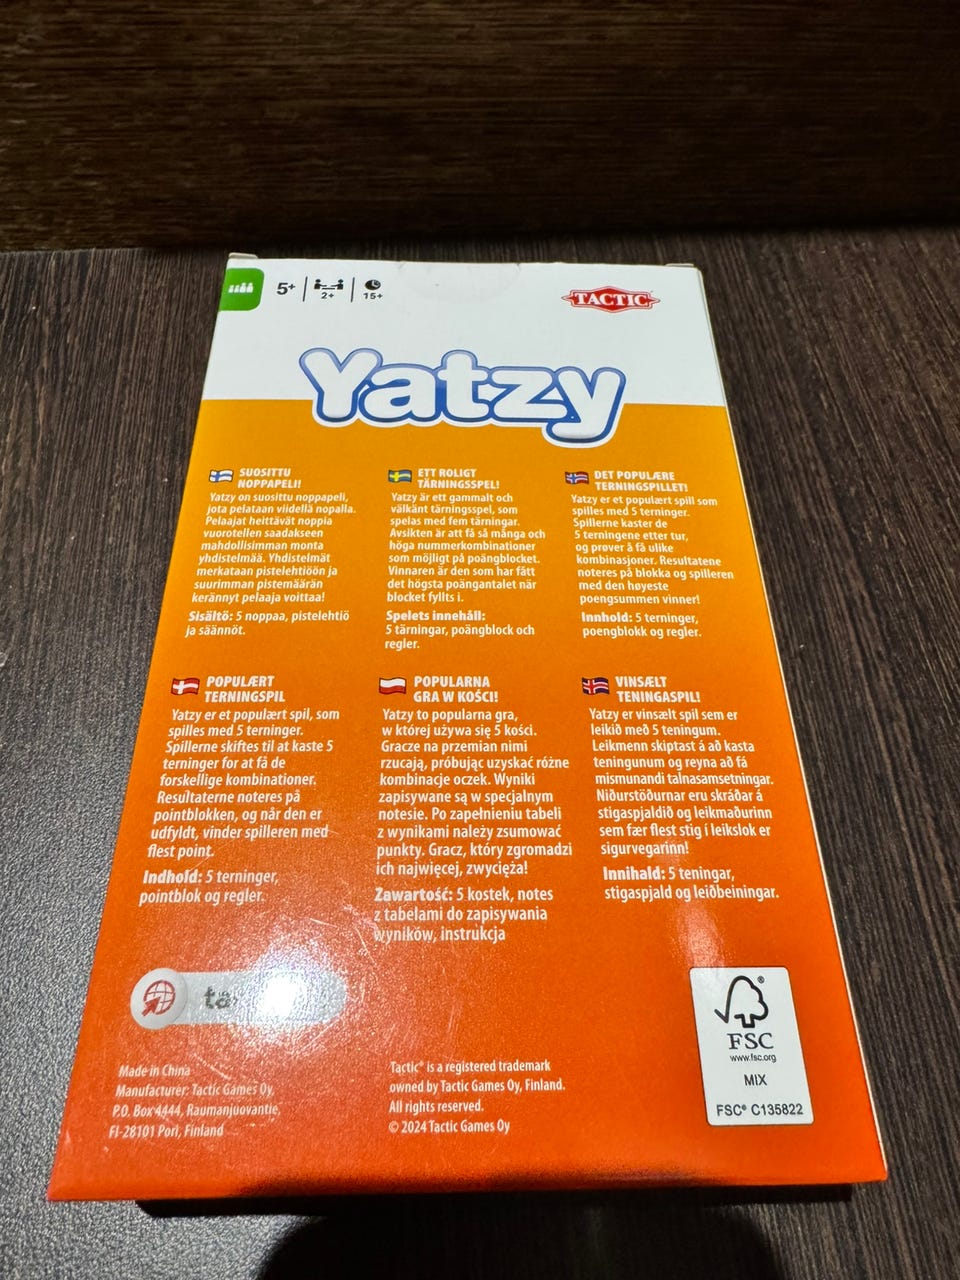 5+
2+
15+
TACTIC
Yatzy
SUOSITTU
NOPPAPELI!
Yatzy on suosittu noppapeli,
jota pelataan viidellä nopalla.
Pelaajat heittävät noppia
vuorotellen saadakseen
mahdollisimman monta
yhdistelmää. Yhdistelmät
merkataan pistelehtiöön ja
suurimman pistemäärän
kerännyt pelaaja voittaa!
Sisältö: 5 noppaa, pistelehtiö
ja säännöt.
ETT ROLIGT
TÄRNINGSSPEL!
Yatzy är ett gammalt och
välkänt tärningsspel, som
spelas med fem tärningar.
Avsikten är att få så många och
höga nummerkombinationer
som möjligt på poängblocket.
Vinnaren är den som har fått
det högsta poängantalet när
blocket fyllts i.
Spelets innehåll:
5 tärningar, poängblock och
regler.
DET POPULÆRE
TERNINGSPILLET!
Yatzy er et populært spill som
spilles med 5 terninger.
Spillerne kaster de
5 terningene etter tur,
og prøver å få ulike
kombinasjoner. Resultatene
noteres på blokka og spilleren
med den høyeste
poengsummen vinner!
Innhold: 5 terninger,
poengblokk og regler.
POPULÆRT
TERNINGSPIL
Yatzy er et populært spil, som
spilles med 5 terninger.
Spillerne skiftes til at kaste 5
terninger for at få de
forskellige kombinationer.
Resultaterne noteres på
pointblokken, og når den er
udfyldt, vinder spilleren med
flest point.
Indhold: 5 terninger,
pointblok og regler.
POPULARNA
GRA W KOŚCI!
Yatzy to popularna gra,
w której używa się 5 kości.
Gracze na przemian nimi
rzucają, próbując uzyskać różne
kombinacje oczek. Wyniki
zapisywane są w specjalnym
notesie. Po zapełnieniu tabeli
z wynikami należy zsumować
punkty. Gracz, który zgromadzi
ich najwięcej, zwycięża!
Zawartość: 5 kostek, notes
z tabelami do zapisywania
wyników, instrukcja
VINSÆLT
TENINGASPIL!
Yatzy er vinsælt spil sem er
leikið með 5 teningum.
Leikmenn skiptast á að kasta
teningunum og reyna að fá
mismunandi talnasamsetningar.
Niðurstöðurnar eru skráðar á
stigaspjaldið og leikmaðurinn
sem fær flest stig í leikslok er
sigurvegarinn!
Innihald: 5 teningar,
stigaspjald og leiðbeiningar.
Made in China
Manufacturer: Tactic Games Oy,
P.O. Box 4444, Raumanjuovantie,
FI-28101 Pori, Finland
Tactic® is a registered trademark
owned by Tactic Games Oy, Finland.
All rights reserved.
© 2024 Tactic Games Oy
®
FSC
www.fsc.org
MIX
FSC® C135822